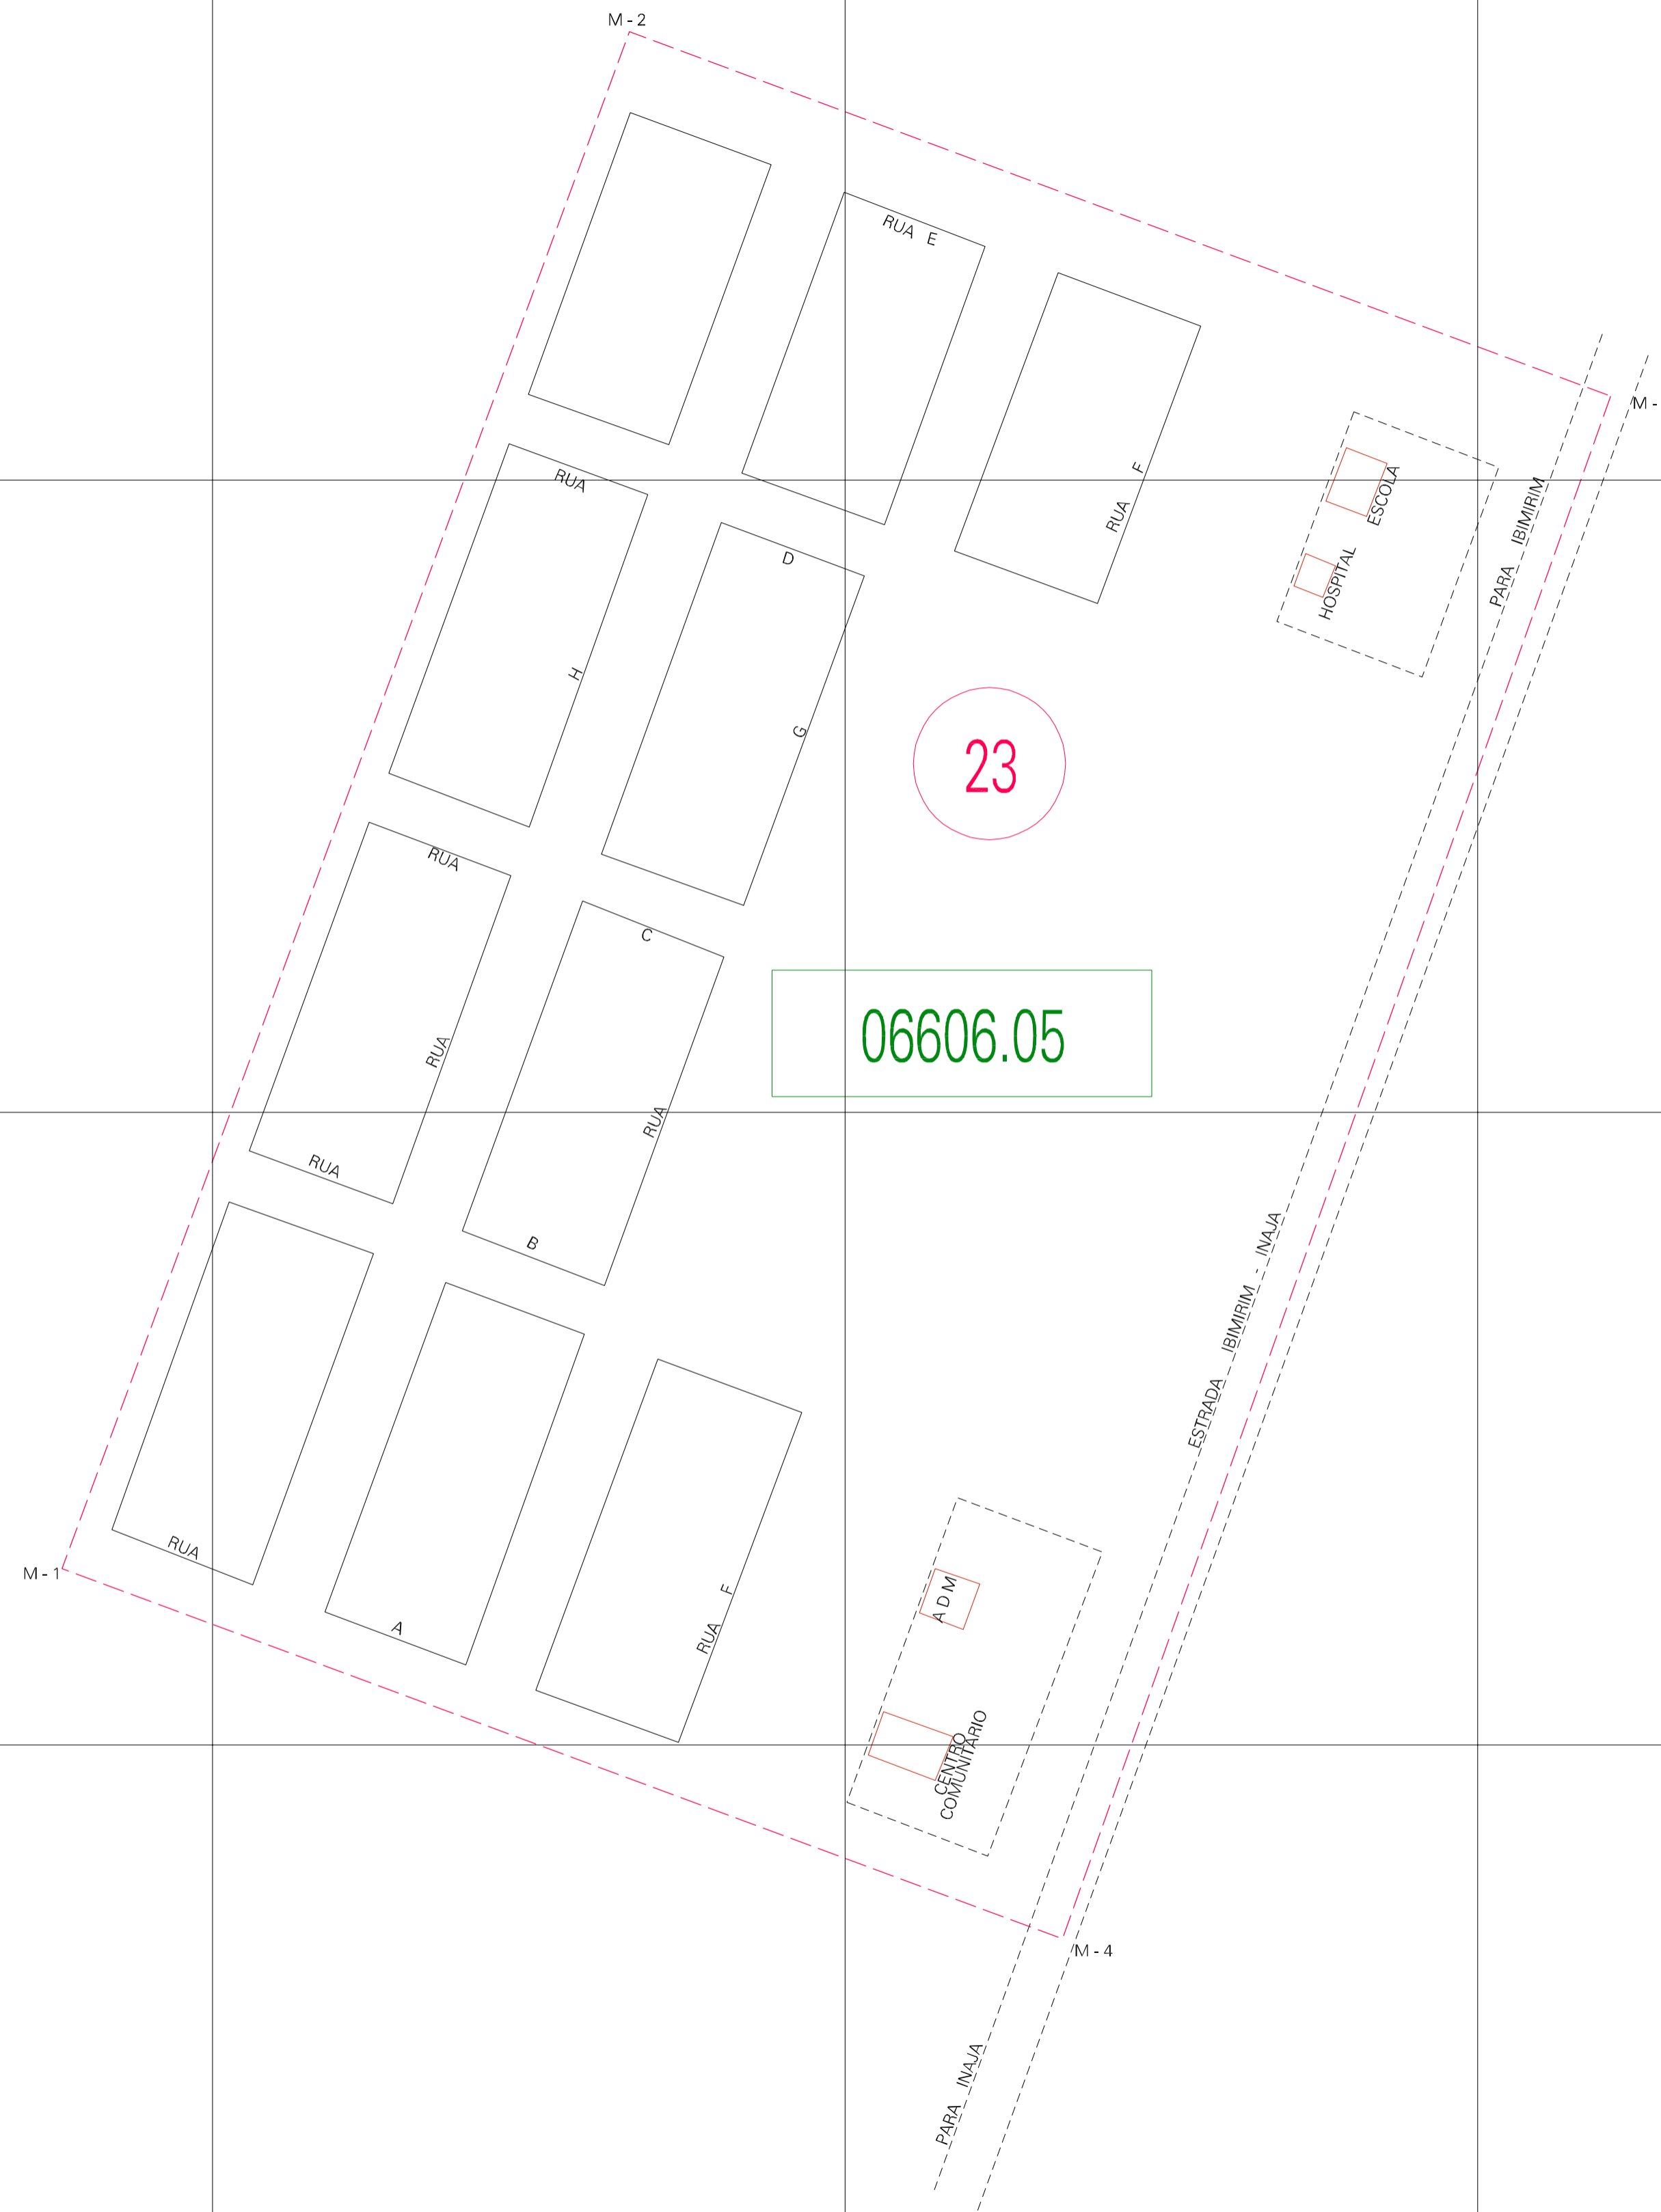 M - 2
RUA E
M -
RUA
ESCOLA
RUA F
PARA IBIMIRIM
D
HOSPITAL
H
G
23
RUA
C
06606.05
RUA
RUA
RUA
B
ESTRADA IBIMIRIM - INAJA
RUA
M - 1
A
RUA F
A D M
CENTRO
COMUNITARIO
M - 4
PARA INAJA